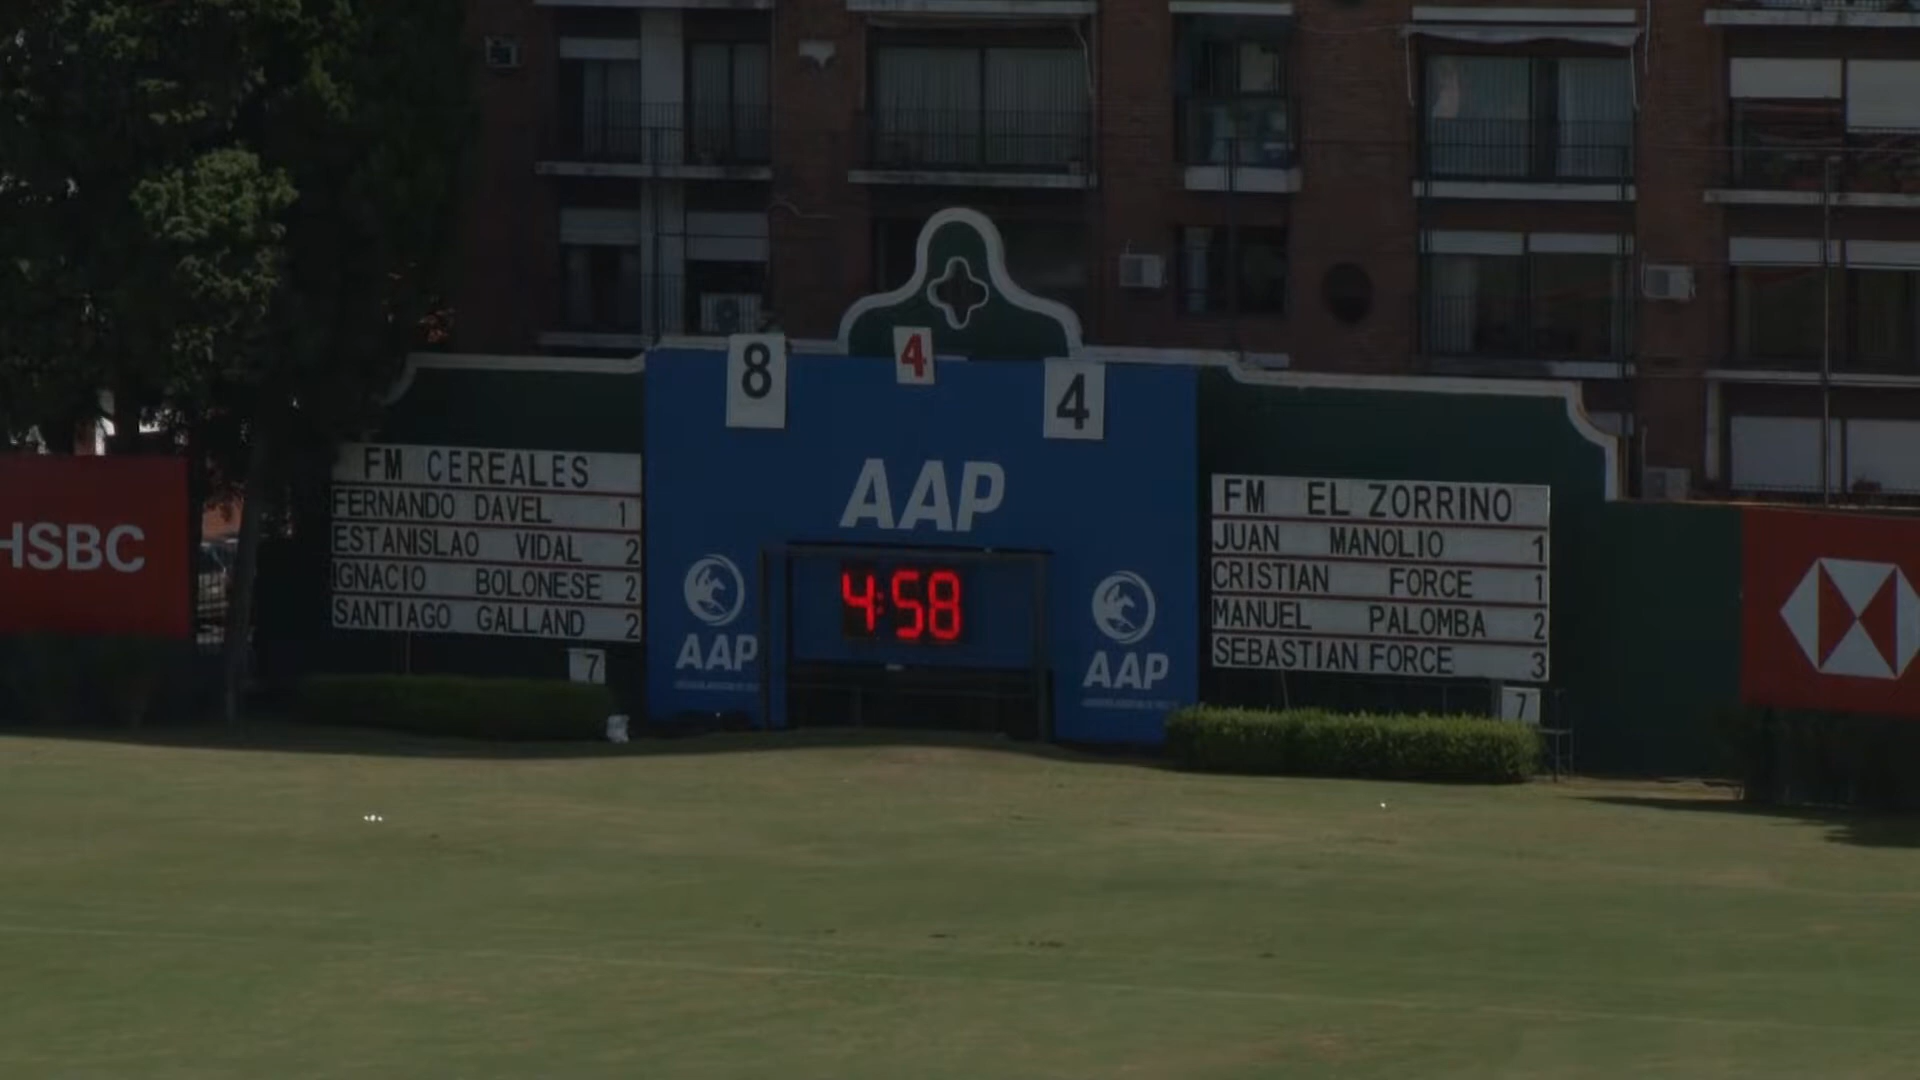 8 4 4
FM CEREALES
FERNANDO DAVEL 1
ESTANISLAO VIDAL 2
IGNACIO BOLONESE 2
SANTIAGO GALLAND 2
7
HSBC
AAP
4:58
AAP
AAP
FM EL ZORRINO
JUAN MANOLIO 1
CRISTIAN FORCE 1
MANUEL PALOMBA 2
SEBASTIAN FORCE 3
7